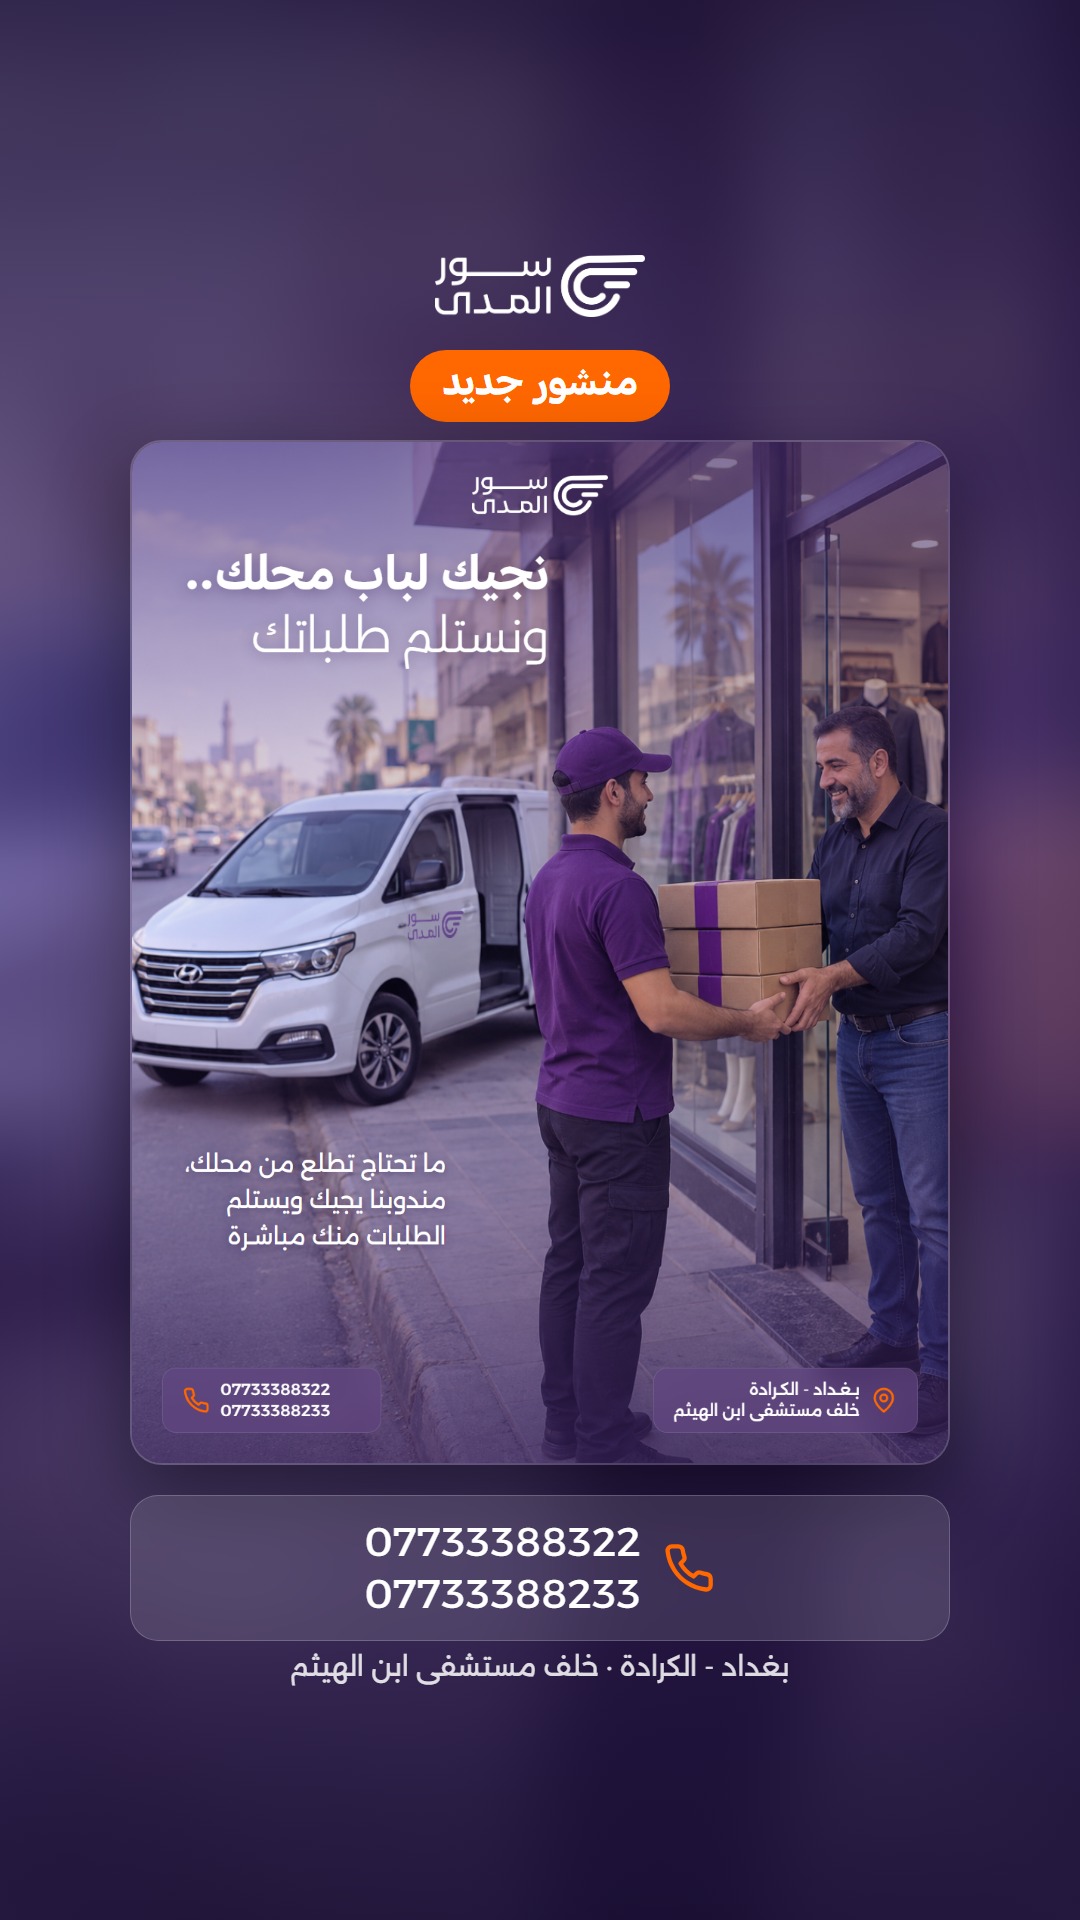 سور
المدى
منشور جديد
سور
المدى
نجيك لباب محلك..
ونستلم طلباتك
سور
المدى
ما تحتاج تطلع من محلك،
مندوبنا يجيك ويستلم
الطلبات منك مباشرة
بغداد - الكرادة
خلف مستشفى ابن الهيثم
07733388322
07733388233
07733388322
07733388233
بغداد - الكرادة · خلف مستشفى ابن الهيثم